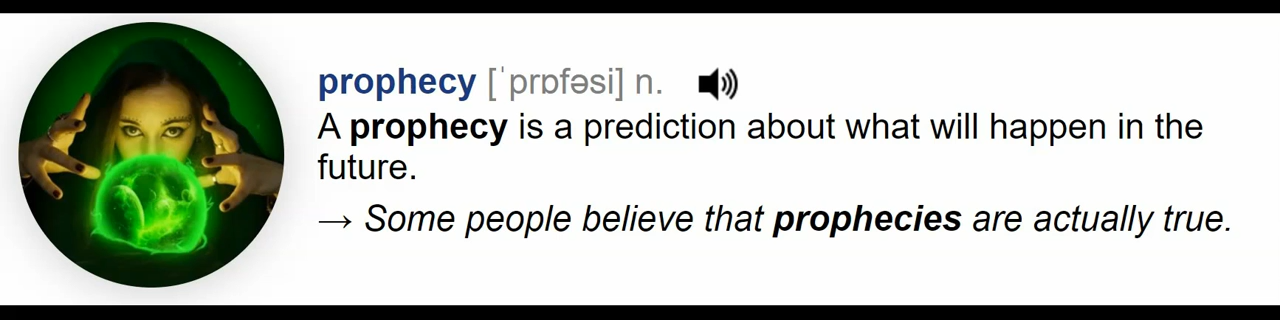 prophecy [ˈprɒfəsi] n.
A prophecy is a prediction about what will happen in the
future.
→ Some people believe that prophecies are actually true.